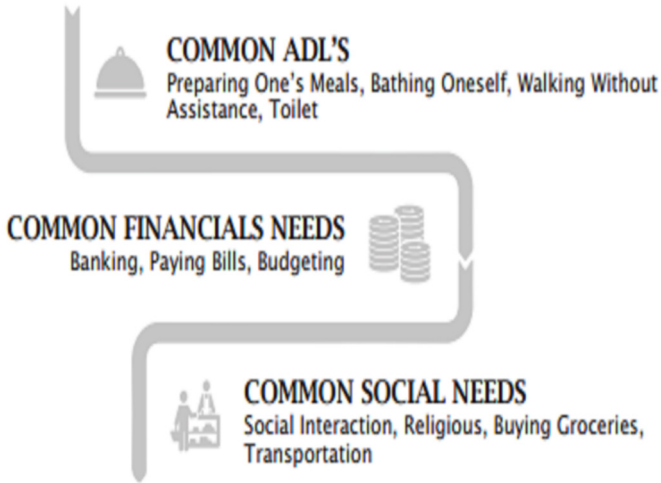 COMMON ADL'S
Preparing One's Meals, Bathing Oneself, Walking Without
Assistance, Toilet
COMMON FINANCIALS NEEDS
Banking, Paying Bills, Budgeting
COMMON SOCIAL NEEDS
Social Interaction, Religious, Buying Groceries,
Transportation